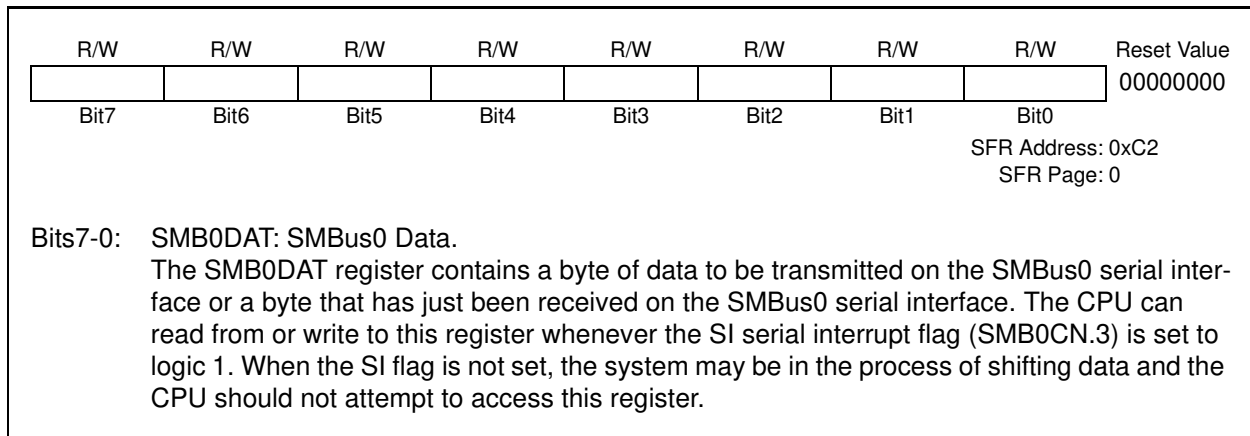 R/W R/W R/W R/W R/W R/W R/W R/W Reset Value
00000000
Bit7 Bit6 Bit5 Bit4 Bit3 Bit2 Bit1 Bit0
SFR Address: 0xC2
SFR Page: 0
Bits7-0: SMB0DAT: SMBus0 Data.
The SMB0DAT register contains a byte of data to be transmitted on the SMBus0 serial inter-
face or a byte that has just been received on the SMBus0 serial interface. The CPU can
read from or write to this register whenever the SI serial interrupt flag (SMB0CN.3) is set to
logic 1. When the SI flag is not set, the system may be in the process of shifting data and the
CPU should not attempt to access this register.